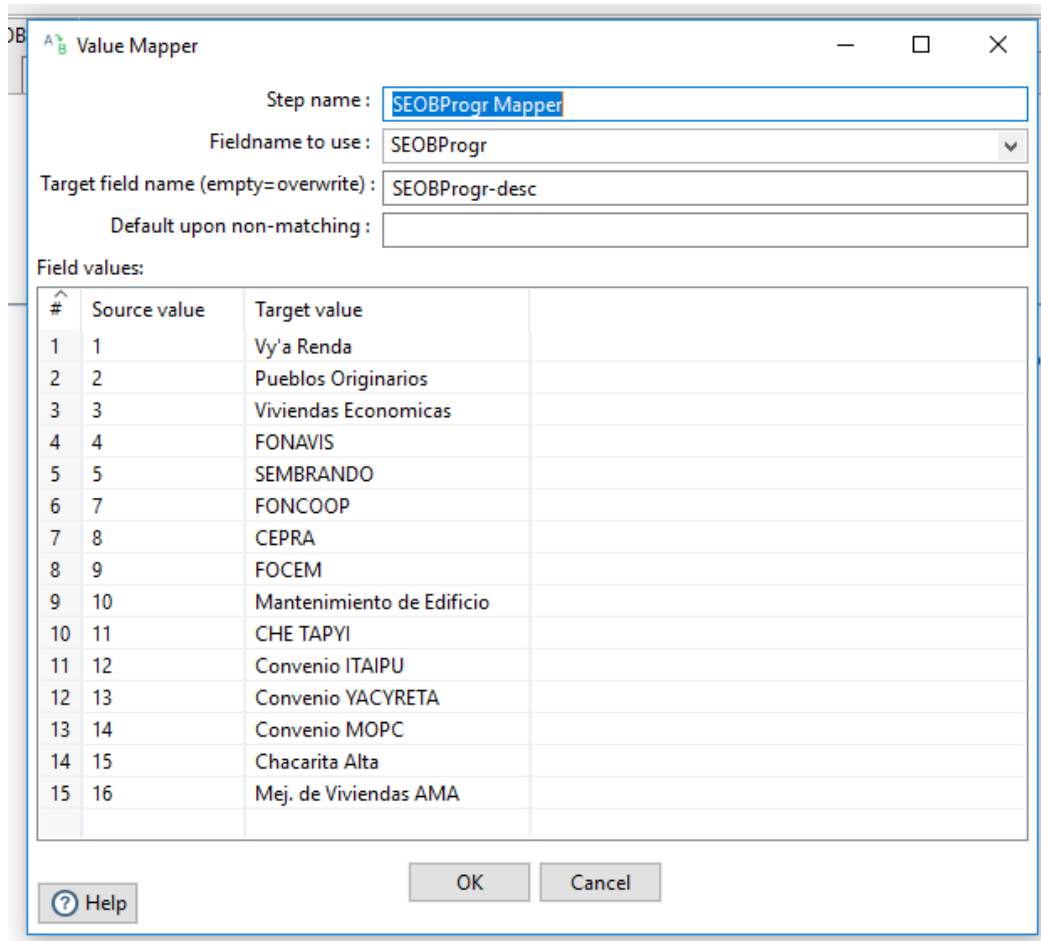 OB
A B Value Mapper
Step name : SEOBProgr Mapper
Fieldname to use : SEOBProgr
Target field name (empty=overwrite) : SEOBProgr-desc
Default upon non-matching :
Field values:
# Source value Target value
1 1 Vy'a Renda
2 2 Pueblos Originarios
3 3 Viviendas Economicas
4 4 FONAVIS
5 5 SEMBRANDO
6 7 FONCOOP
7 8 CEPRA
8 9 FOCEM
9 10 Mantenimiento de Edificio
10 11 CHE TAPYI
11 12 Convenio ITAIPU
12 13 Convenio YACYRETA
13 14 Convenio MOPC
14 15 Chacarita Alta
15 16 Mej. de Viviendas AMA
OK Cancel
? Help